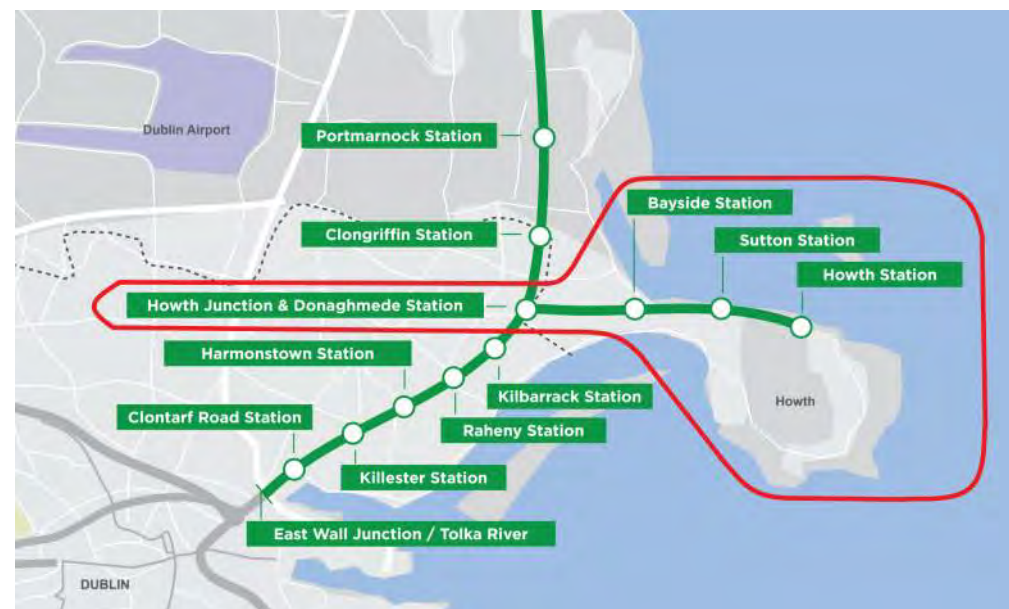 Dublin Airport
Portmarnock Station
Bayside Station
Clongriffin Station
Sutton Station
Howth Station
Howth Junction & Donaghmede Station
Harmonstown Station
Kilbarrack Station
Howth
Clontarf Road Station
Raheny Station
Killester Station
East Wall Junction / Tolka River
DUBLIN